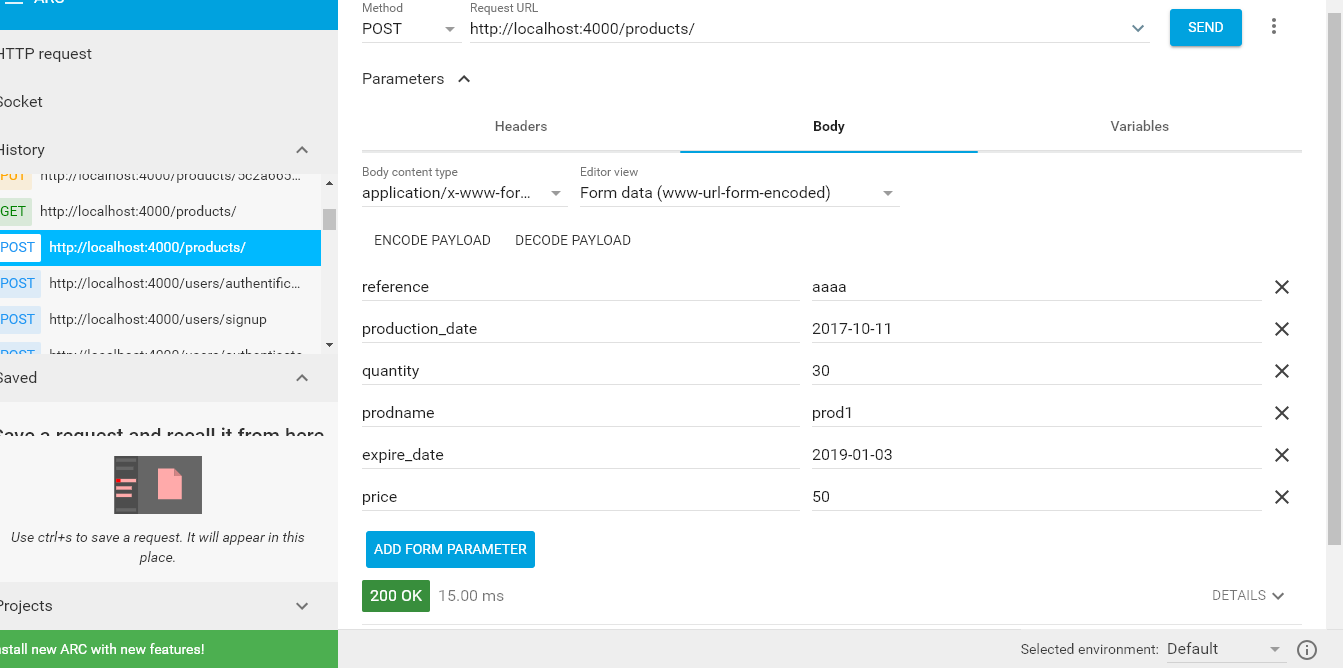 ARC
HTTP request
Socket
History
PUT http://localhost:4000/products/5c2a665...
GET http://localhost:4000/products/
POST http://localhost:4000/products/
POST http://localhost:4000/users/authentific...
POST http://localhost:4000/users/signup
POST http://localhost:4000/users/authenticate
Saved
Save a request and recall it from here
Use ctrl+s to save a request. It will appear in this
place.
Projects
Install new ARC with new features!
Method
POST
Request URL
http://localhost:4000/products/
SEND
Parameters
Headers Body Variables
Body content type
application/x-www-for...
Editor view
Form data (www-url-form-encoded)
ENCODE PAYLOAD DECODE PAYLOAD
reference aaaa
production_date 2017-10-11
quantity 30
prodname prod1
expire_date 2019-01-03
price 50
ADD FORM PARAMETER
200 OK 15.00 ms DETAILS
Selected environment: Default